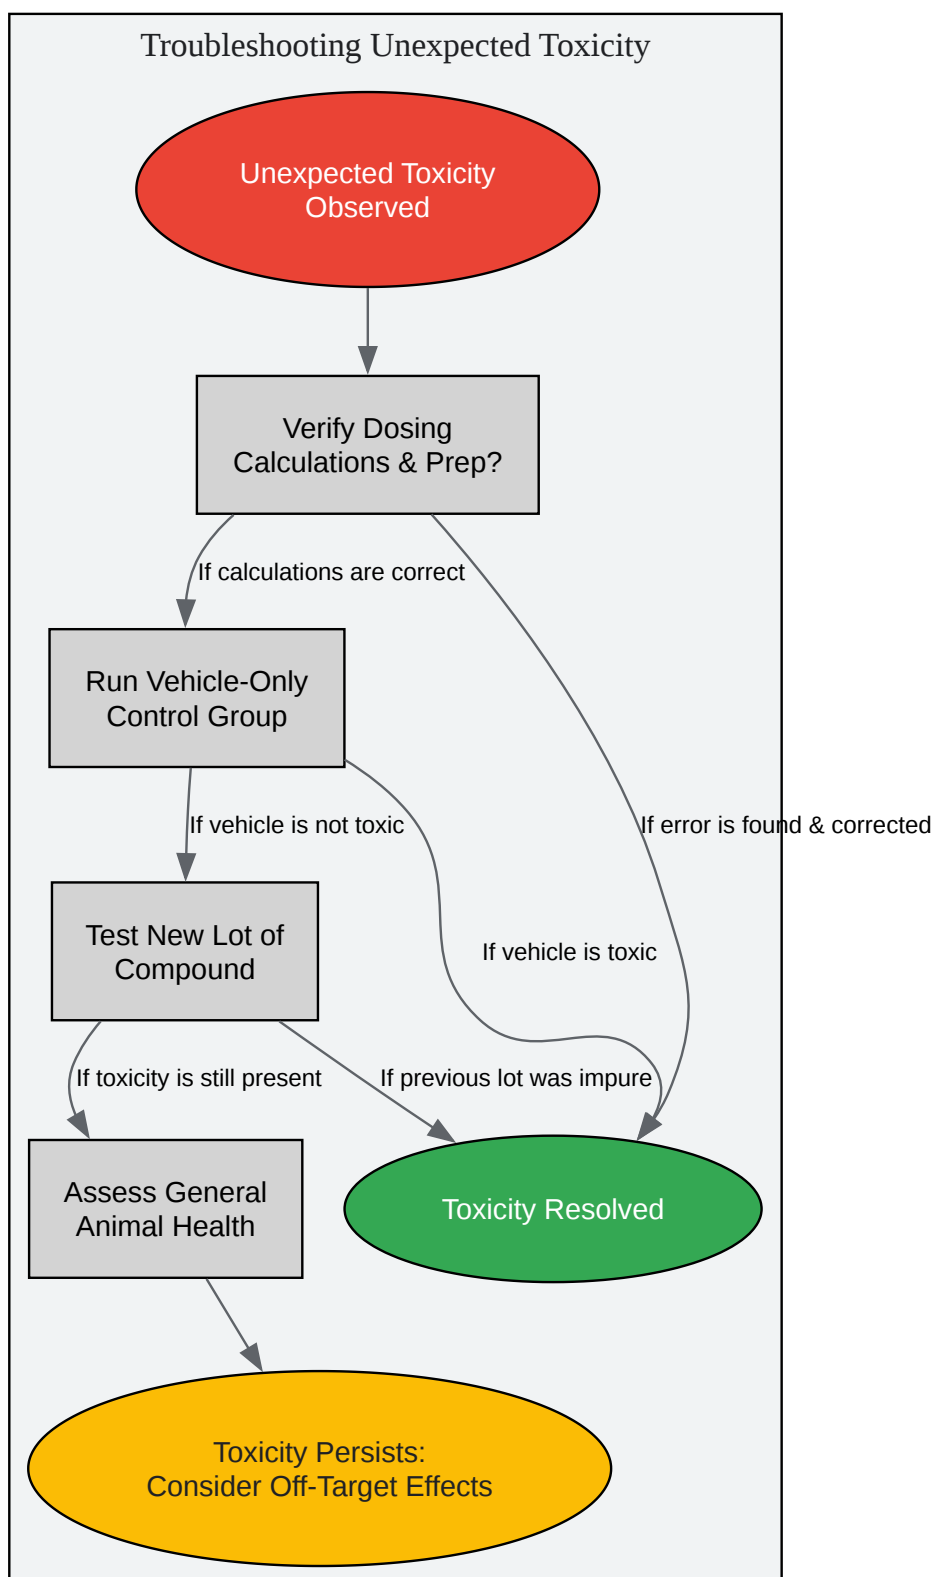 Troubleshooting Unexpected Toxicity
Unexpected Toxicity
Observed
Verify Dosing
Calculations & Prep?
If calculations are correct
Run Vehicle-Only
Control Group
If vehicle is not toxic
If error is found & corrected
Test New Lot of
Compound
If vehicle is toxic
If toxicity is still present
If previous lot was impure
Assess General
Animal Health
Toxicity Resolved
Toxicity Persists:
Consider Off-Target Effects